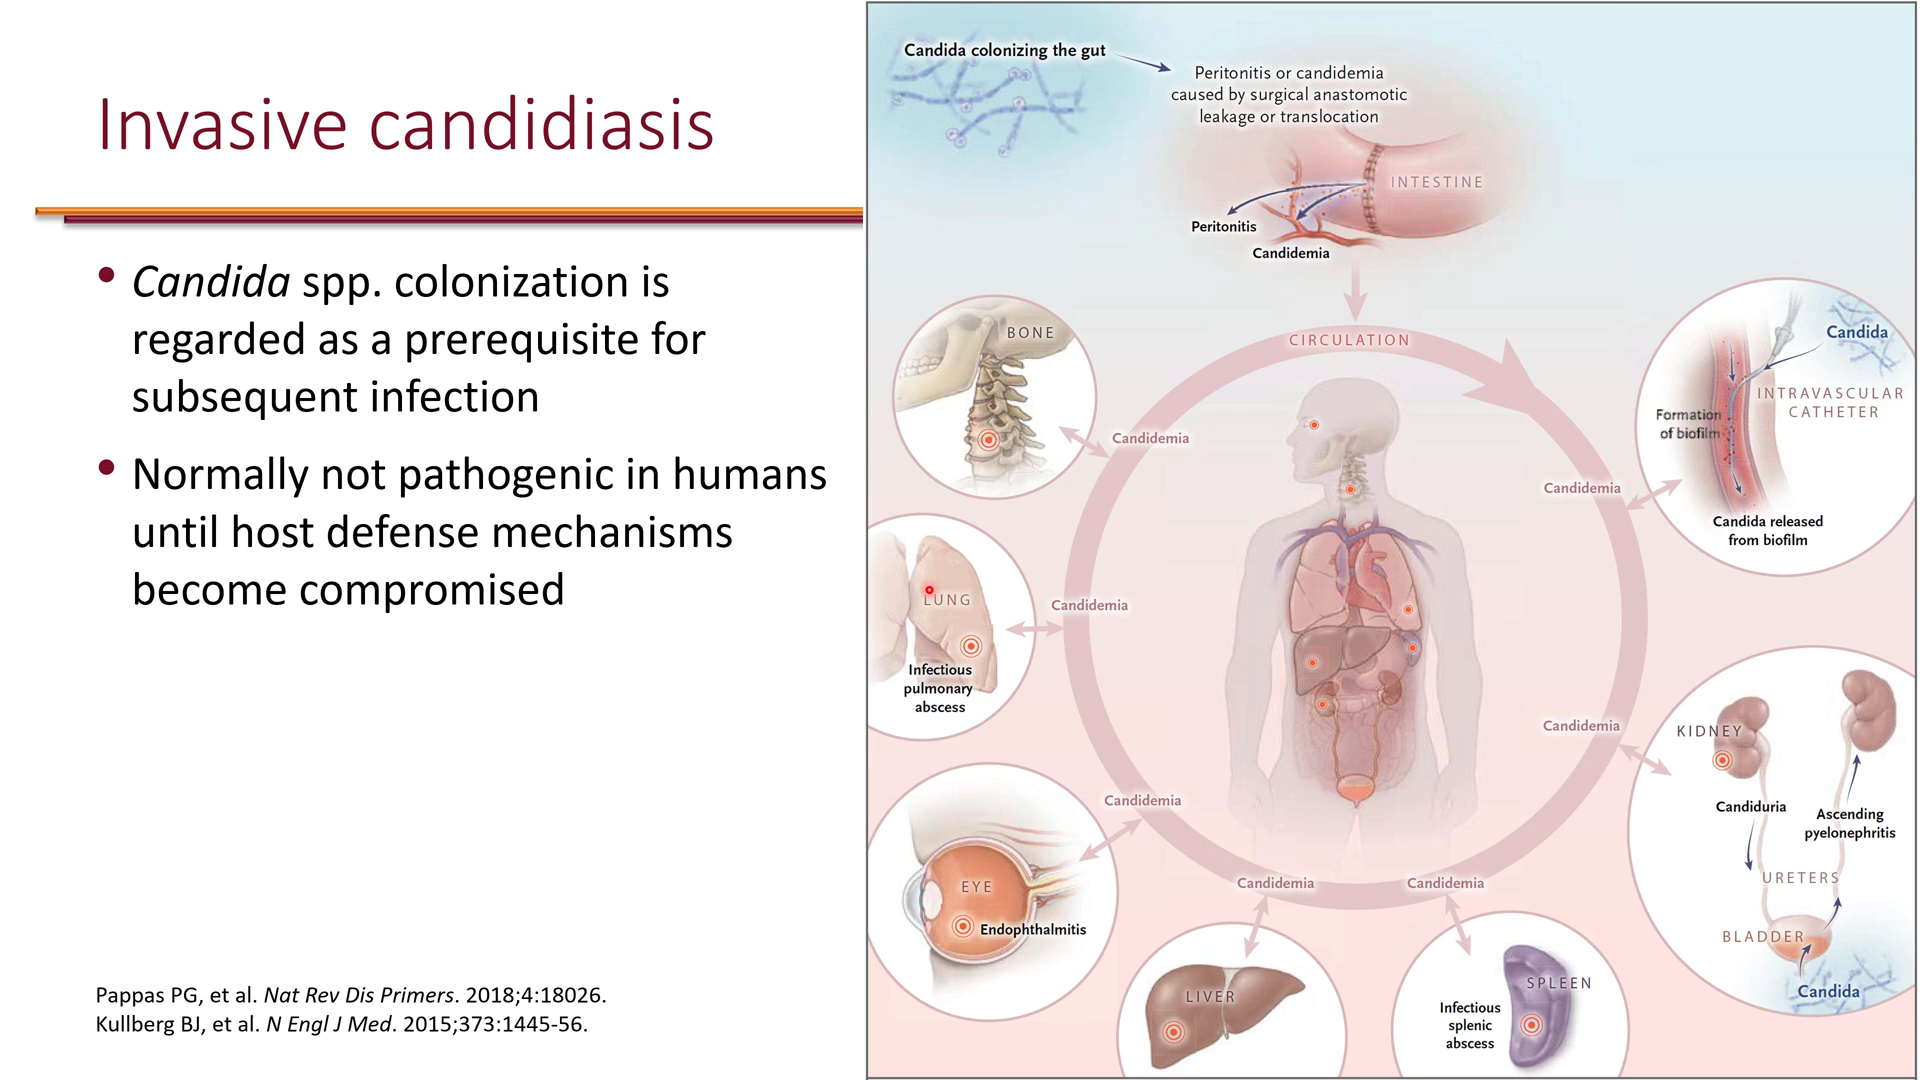 Invasive candidiasis
• Candida spp. colonization is
regarded as a prerequisite for
subsequent infection
• Normally not pathogenic in humans
until host defense mechanisms
become compromised
Pappas PG, et al. Nat Rev Dis Primers. 2018;4:18026.
Kullberg BJ, et al. N Engl J Med. 2015;373:1445-56.
Candida colonizing the gut
Peritonitis or candidemia
caused by surgical anastomotic
leakage or translocation
INTESTINE
Peritonitis
Candidemia
CIRCULATION
BONE
Candidemia
LUNG
Infectious
pulmonary
abscess
Candidemia
EYE
Endophthalmitis
Candidemia
LIVER
Candidemia
SPLEEN
Infectious
splenic
abscess
Candidemia
Candida
INTRAVASCULAR
CATHETER
Formation
of biofilm
Candida released
from biofilm
Candidemia
KIDNEY
Candiduria
Ascending
pyelonephritis
URETERS
BLADDER
Candida
Candidemia